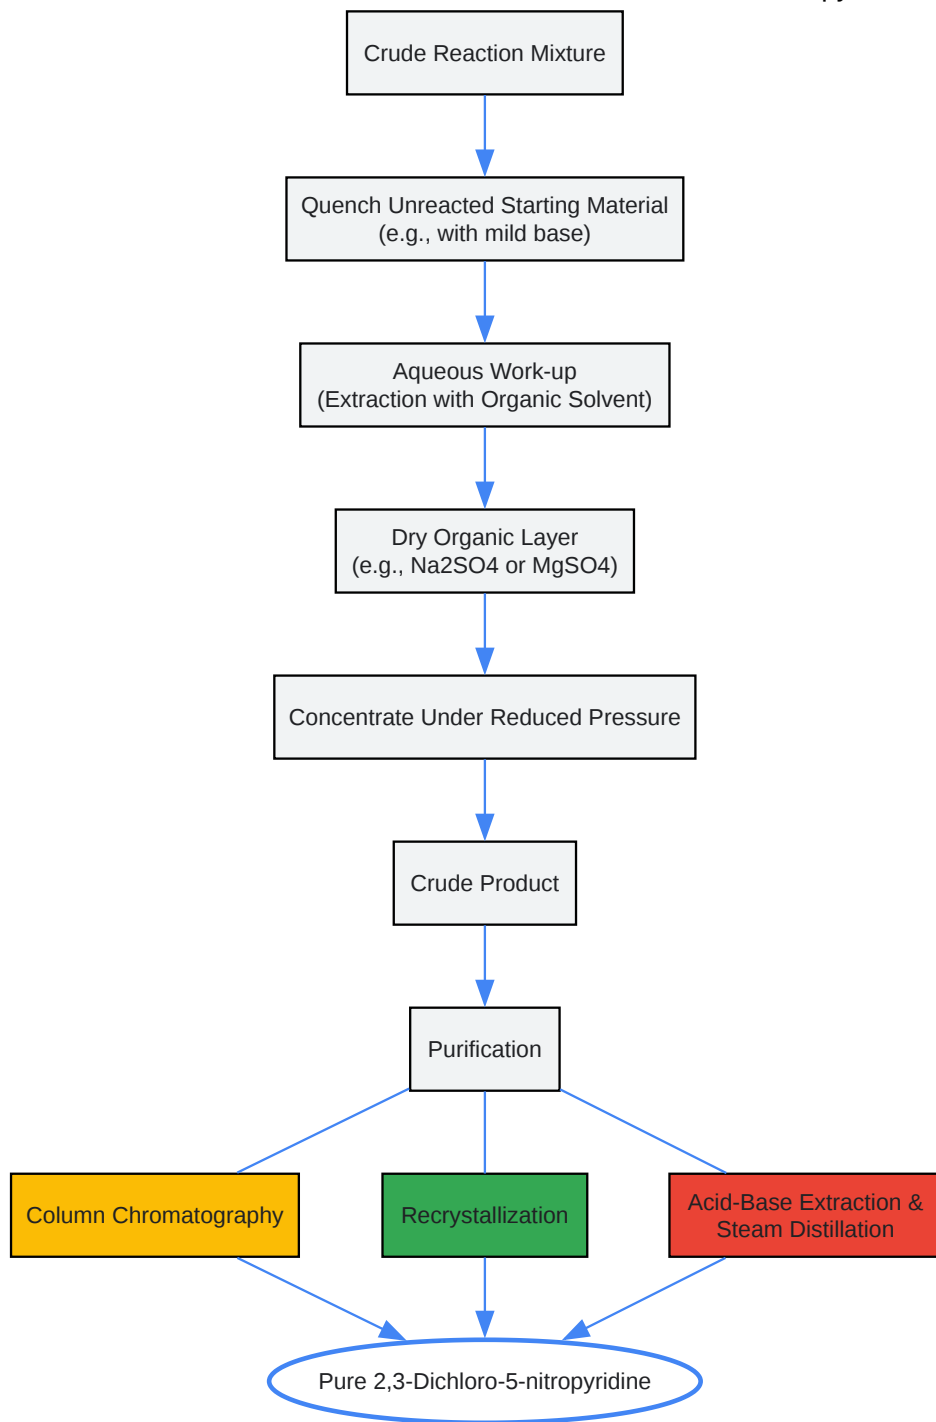 Crude Reaction Mixture
Quench Unreacted Starting Material
(e.g., with mild base)
Aqueous Work-up
(Extraction with Organic Solvent)
Dry Organic Layer
(e.g., Na2SO4 or MgSO4)
Concentrate Under Reduced Pressure
Crude Product
Purification
Column Chromatography
Recrystallization
Acid-Base Extraction &
Steam Distillation
Pure 2,3-Dichloro-5-nitropyridine